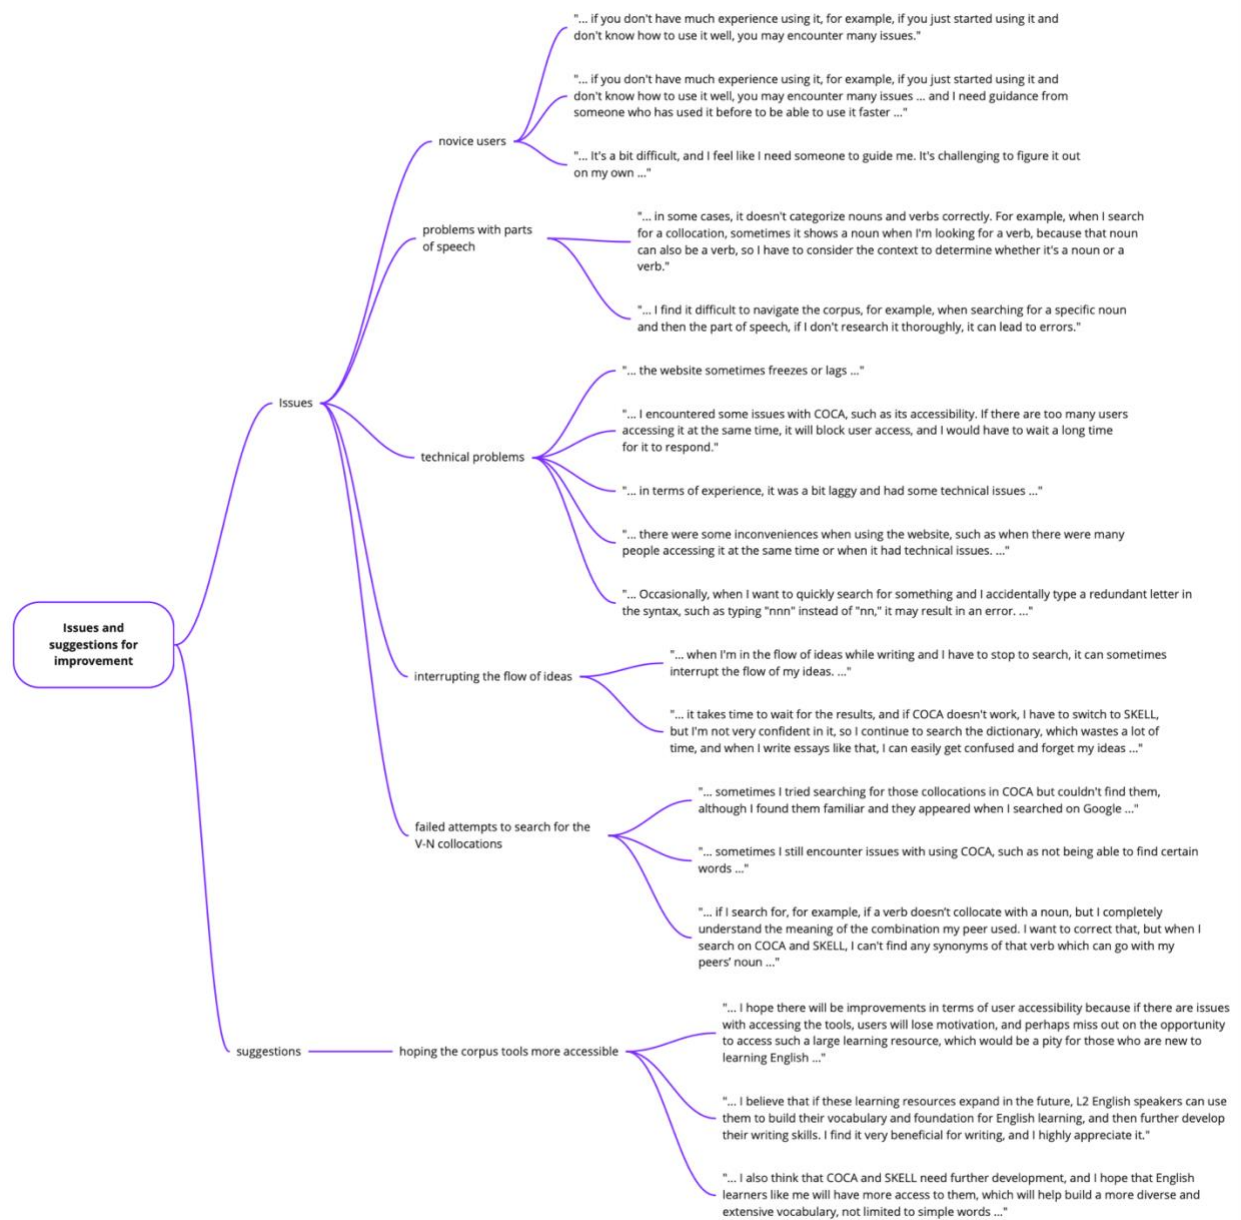 Issues and
suggestions for
improvement
Issues
novice users
"... if you don't have much experience using it, for example, if you just started using it and
don't know how to use it well, you may encounter many issues."
"... if you don't have much experience using it, for example, if you just started using it and
don't know how to use it well, you may encounter many issues ... and I need guidance from
someone who has used it before to be able to use it faster ..."
"... It's a bit difficult, and I feel like I need someone to guide me. It's challenging to figure it out
on my own ..."
problems with parts
of speech
"... in some cases, it doesn't categorize nouns and verbs correctly. For example, when I search
for a collocation, sometimes it shows a noun when I'm looking for a verb, because that noun
can also be a verb, so I have to consider the context to determine whether it's a noun or a
verb."
"... I find it difficult to navigate the corpus, for example, when searching for a specific noun
and then the part of speech, if I don't research it thoroughly, it can lead to errors."
technical problems
"... the website sometimes freezes or lags ..."
"... I encountered some issues with COCA, such as its accessibility. If there are too many users
accessing it at the same time, it will block user access, and I would have to wait a long time
for it to respond."
"... in terms of experience, it was a bit laggy and had some technical issues ..."
"... there were some inconveniences when using the website, such as when there were many
people accessing it at the same time or when it had technical issues. ..."
"... Occasionally, when I want to quickly search for something and I accidentally type a redundant letter in
the syntax, such as typing "nnn" instead of "nn," it may result in an error. ..."
interrupting the flow of ideas
"... when I'm in the flow of ideas while writing and I have to stop to search, it can sometimes
interrupt the flow of my ideas. ..."
"... it takes time to wait for the results, and if COCA doesn't work, I have to switch to SKELL,
but I'm not very confident in it, so I continue to search the dictionary, which wastes a lot of
time, and when I write essays like that, I can easily get confused and forget my ideas ..."
failed attempts to search for the
V-N collocations
"... sometimes I tried searching for those collocations in COCA but couldn't find them,
although I found them familiar and they appeared when I searched on Google ..."
"... sometimes I still encounter issues with using COCA, such as not being able to find certain
words ..."
"... if I search for, for example, if a verb doesn’t collocate with a noun, but I completely
understand the meaning of the combination my peer used. I want to correct that, but when I
search on COCA and SKELL, I can't find any synonyms of that verb which can go with my
peers’ noun ..."
suggestions
hoping the corpus tools more accessible
"... I hope there will be improvements in terms of user accessibility because if there are issues
with accessing the tools, users will lose motivation, and perhaps miss out on the opportunity
to access such a large learning resource, which would be a pity for those who are new to
learning English ..."
"... I believe that if these learning resources expand in the future, L2 English speakers can use
them to build their vocabulary and foundation for English learning, and then further develop
their writing skills. I find it very beneficial for writing, and I highly appreciate it."
"... I also think that COCA and SKELL need further development, and I hope that English
learners like me will have more access to them, which will help build a more diverse and
extensive vocabulary, not limited to simple words ..."